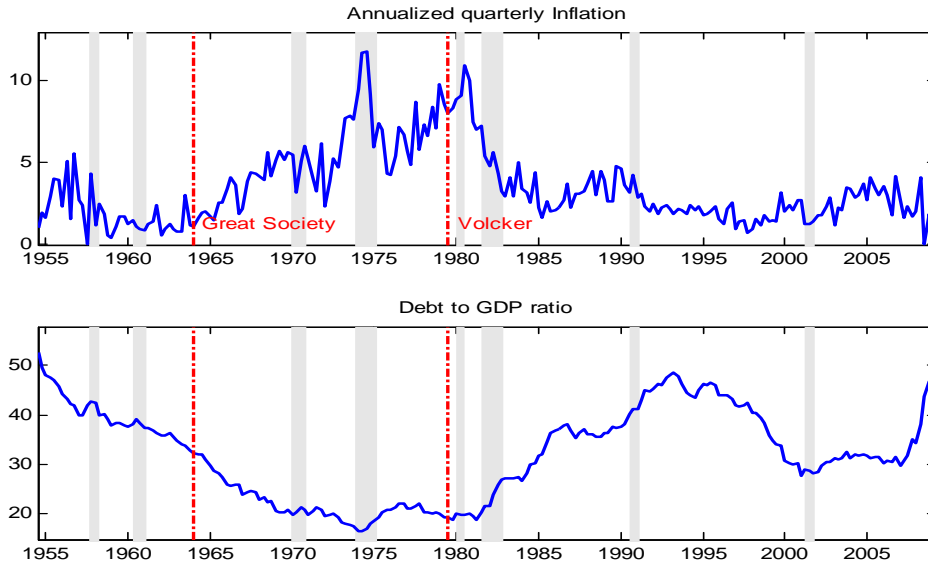 Annualized quarterly Inflation
10
5
0
Great Society
Volcker
1955 1960 1965 1970 1975 1980 1985 1990 1995 2000 2005
Debt to GDP ratio
50
40
30
20
1955 1960 1965 1970 1975 1980 1985 1990 1995 2000 2005